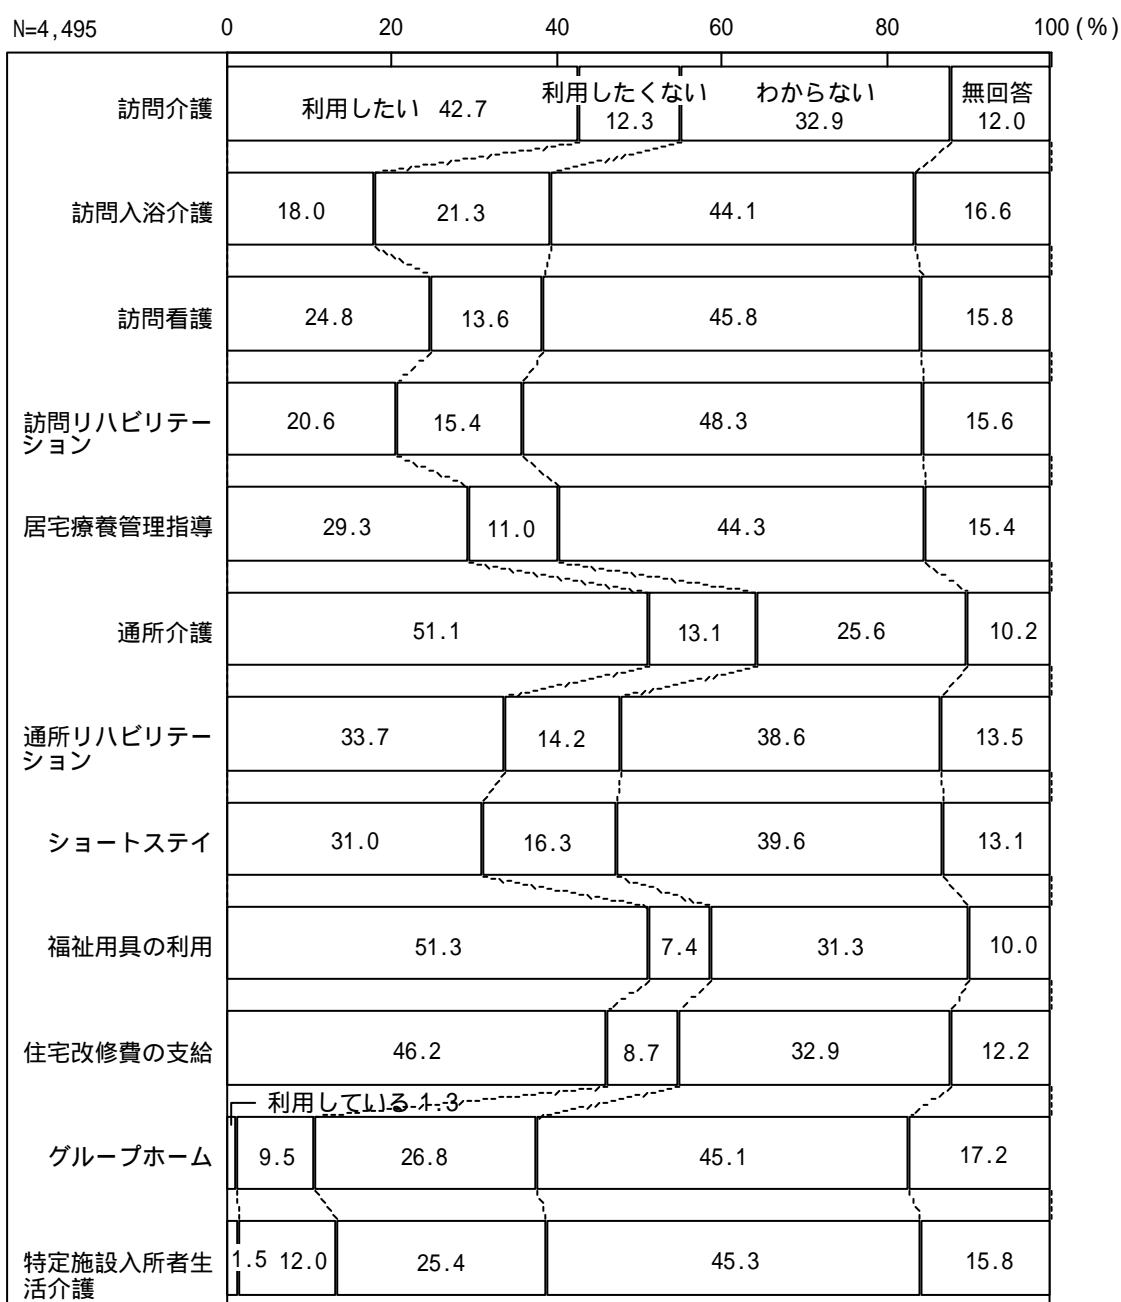 N=4,495 0 20 40 60 80 100(%)
訪問介護 利用したい 42.7 利用したくない 12.3 わからない 32.9 無回答 12.0
訪問入浴介護 18.0 21.3 44.1 16.6
訪問看護 24.8 13.6 45.8 15.8
訪問リハビリテー
ション 20.6 15.4 48.3 15.6
居宅療養管理指導 29.3 11.0 44.3 15.4
通所介護 51.1 13.1 25.6 10.2
通所リハビリテー
ション 33.7 14.2 38.6 13.5
ショートステイ 31.0 16.3 39.6 13.1
福祉用具の利用 51.3 7.4 31.3 10.0
住宅改修費の支給 46.2 8.7 32.9 12.2
利用している 1.3
グループホーム 9.5 26.8 45.1 17.2
特定施設入所者生
活介護 1.5 12.0 25.4 45.3 15.8